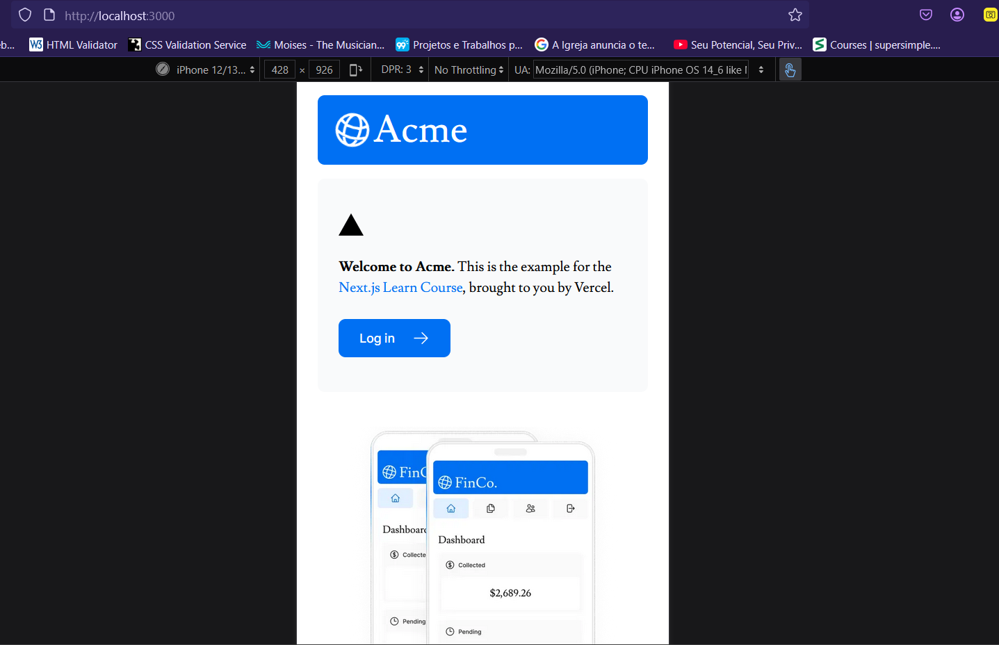 http://localhost:3000
eb... HTML Validator CSS Validation Service Moises - The Musician... Projetos e Trabalhos p... A Igreja anuncia o te... Seu Potencial, Seu Priv... Courses | supersimple....
iPhone 12/13... 428 × 926 DPR: 3 No Throttling UA: Mozilla/5.0 (iPhone; CPU iPhone OS 14_6 like
Acme
Welcome to Acme. This is the example for the
Next.js Learn Course, brought to you by Vercel.
Log in
FinCo.
Dashboard
Collected
$2,689.26
Pending
FinC
Dashboard
Collecte
Pending